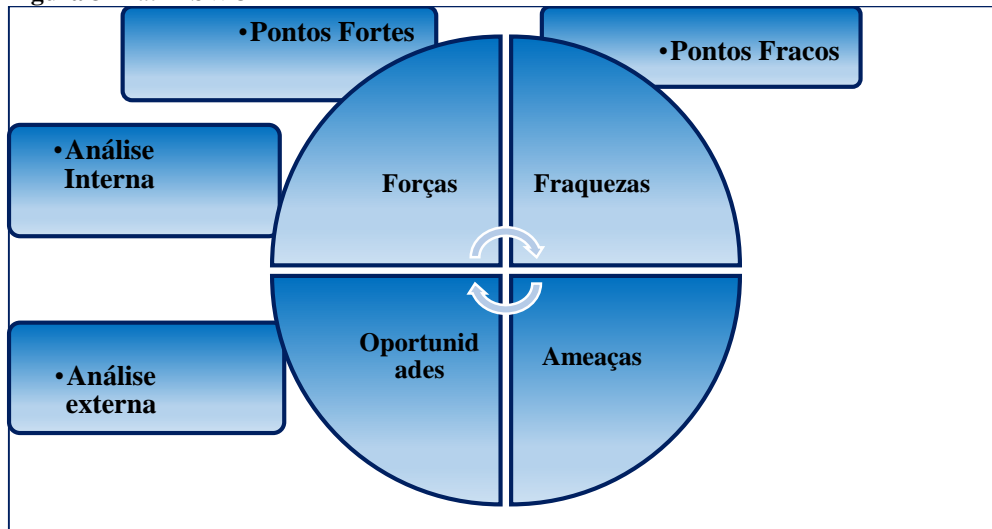 •Pontos Fortes
•Pontos Fracos
•Análise
Interna
Forças
Fraquezas
Oportunid
ades
Ameaças
•Análise
externa